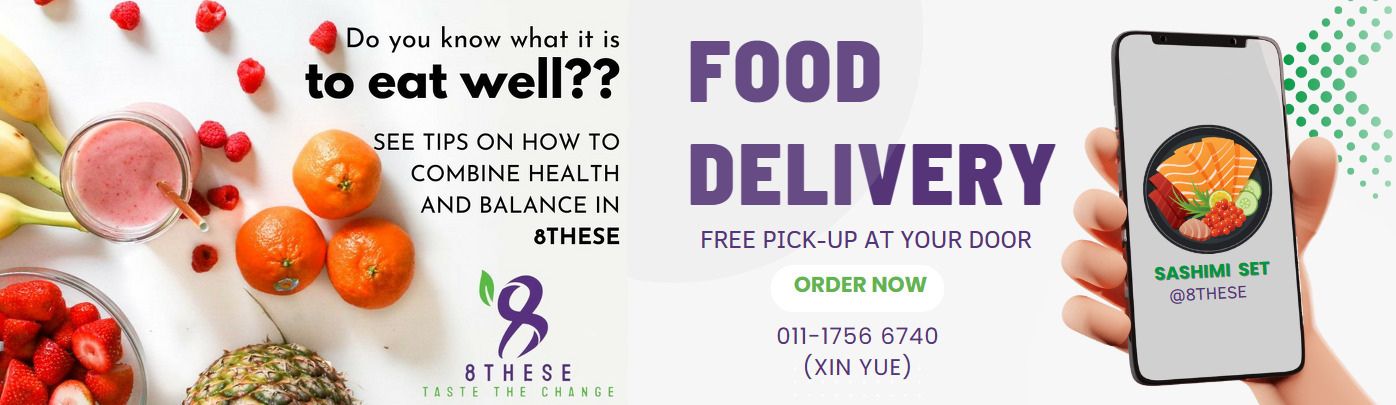 Do you know what it is
to eat well??
SEE TIPS ON HOW TO
COMBINE HEALTH
AND BALANCE IN
8THESE
8
8THESE
TASTE THE CHANGE
FOOD
DELIVERY
FREE PICK-UP AT YOUR DOOR
ORDER NOW
011-1756 6740
(XIN YUE)
SASHIMI SET
@8THESE